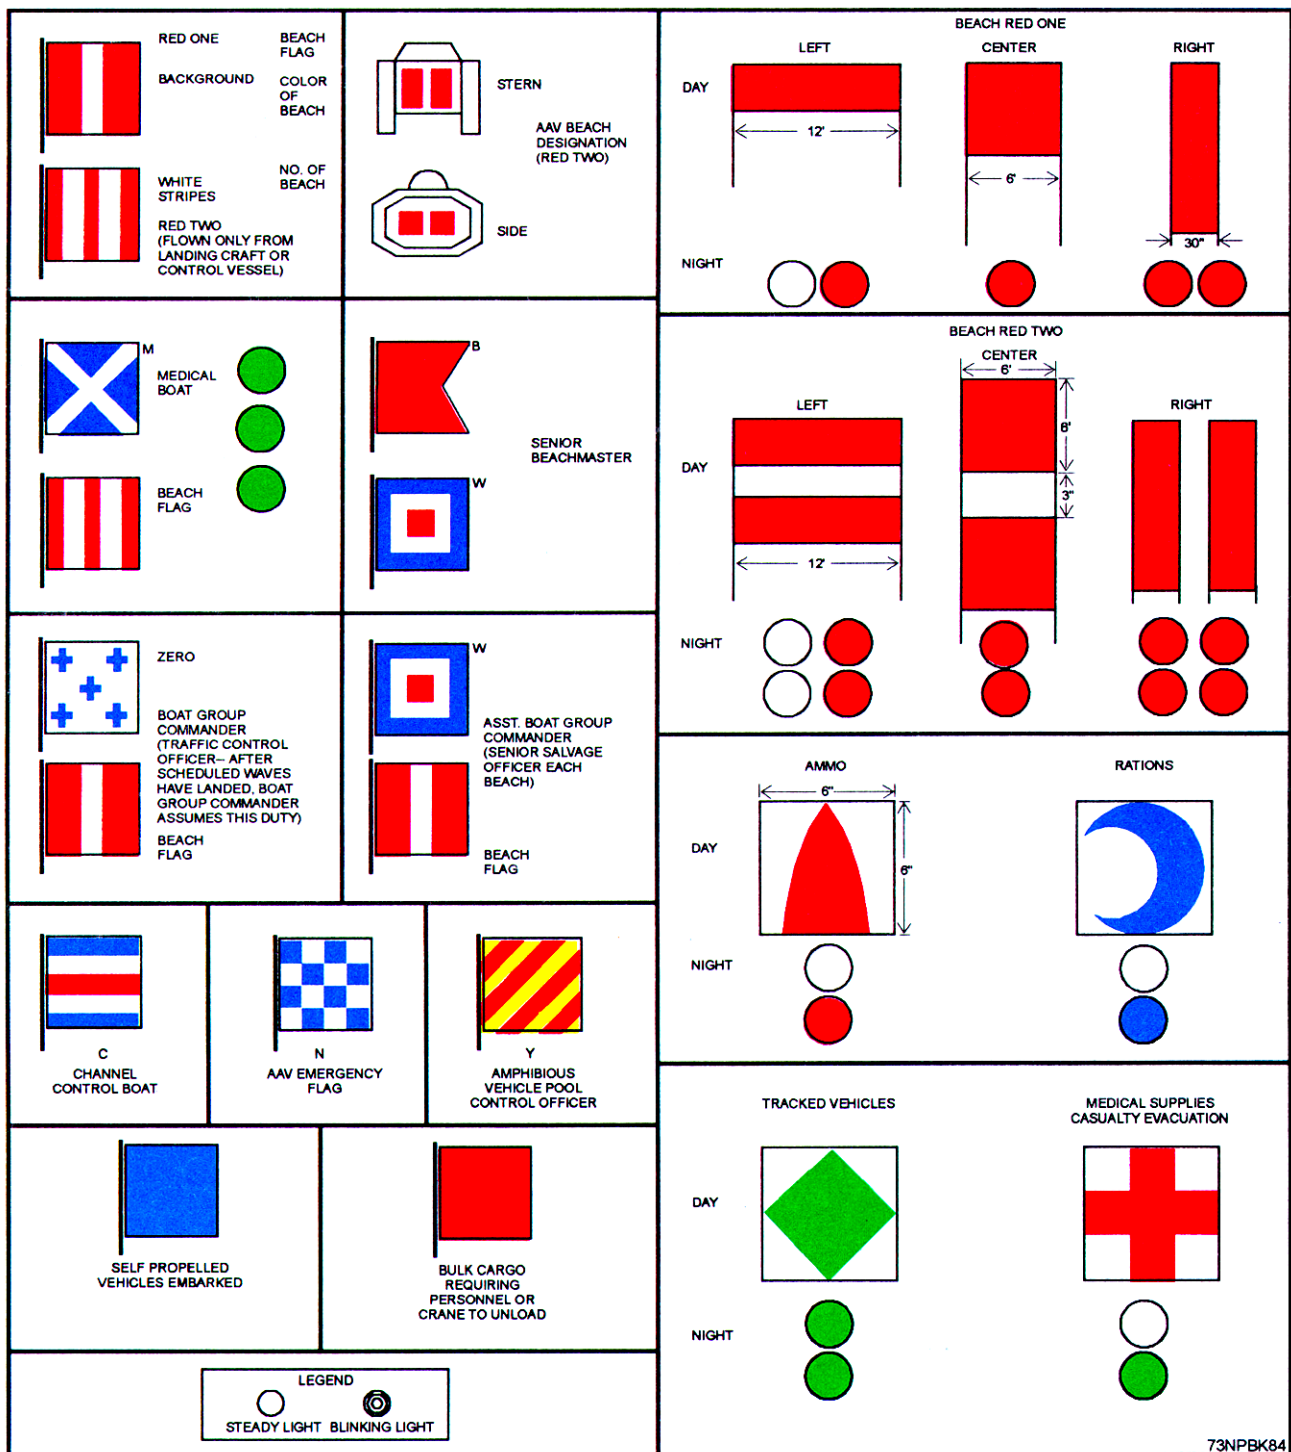 RED ONE
BEACH
FLAG
BACKGROUND
COLOR
OF
BEACH
WHITE
STRIPES
NO. OF
BEACH
RED TWO
(FLOWN ONLY FROM
LANDING CRAFT OR
CONTROL VESSEL)
STERN
AAV BEACH
DESIGNATION
(RED TWO)
SIDE
M
MEDICAL
BOAT
BEACH
FLAG
B
SENIOR
BEACHMASTER
W
ZERO
BOAT GROUP
COMMANDER
(TRAFFIC CONTROL
OFFICER– AFTER
SCHEDULED WAVES
HAVE LANDED, BOAT
GROUP COMMANDER
ASSUMES THIS DUTY)
BEACH
FLAG
W
ASST. BOAT GROUP
COMMANDER
(SENIOR SALVAGE
OFFICER EACH
BEACH)
BEACH
FLAG
C
CHANNEL
CONTROL BOAT
N
AAV EMERGENCY
FLAG
Y
AMPHIBIOUS
VEHICLE POOL
CONTROL OFFICER
SELF PROPELLED
VEHICLES EMBARKED
BULK CARGO
REQUIRING
PERSONNEL OR
CRANE TO UNLOAD
LEGEND
STEADY LIGHT BLINKING LIGHT
BEACH RED ONE
LEFT CENTER RIGHT
DAY
12'
6'
30"
NIGHT
BEACH RED TWO
CENTER
6'
LEFT
RIGHT
6'
DAY
3"
12'
NIGHT
AMMO RATIONS
6"
DAY
6"
NIGHT
TRACKED VEHICLES
MEDICAL SUPPLIES
CASUALTY EVACUATION
DAY
NIGHT
73NPBK84